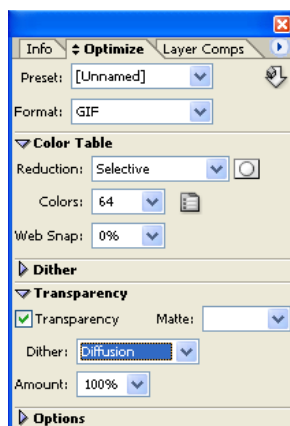 Info Optimize Layer Comps
Preset: [Unnamed]
Format: GIF
Color Table
Reduction: Selective
Colors: 64
Web Snap: 0%
Dither
Transparency
Transparency Matte:
Dither: Diffusion
Amount: 100%
Options